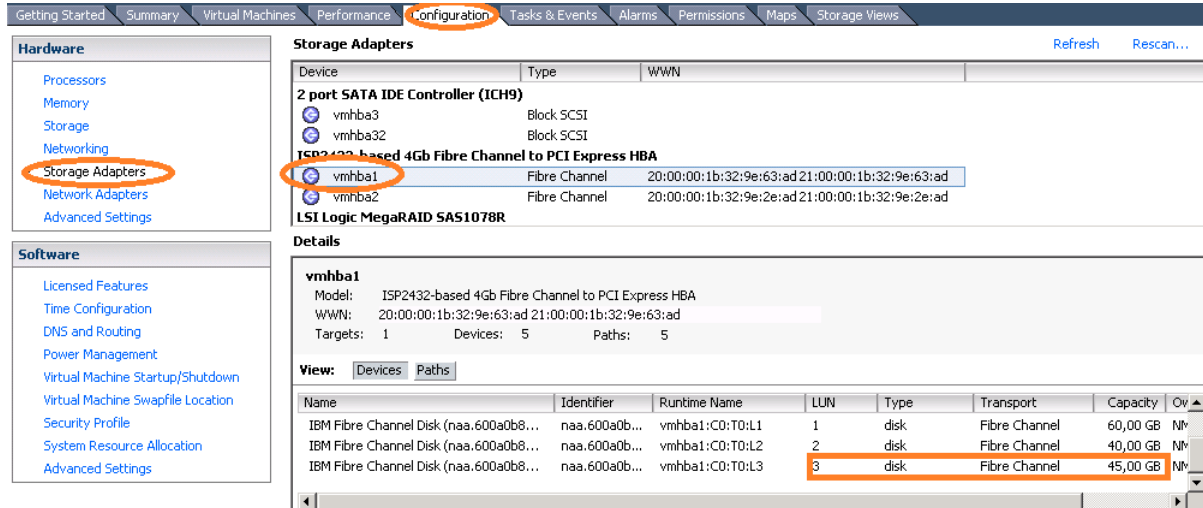 Getting Started Summary Virtual Machines Performance Configuration Tasks & Events Alarms Permissions Maps Storage Views
Hardware
Processors
Memory
Storage
Networking
Storage Adapters
Network Adapters
Advanced Settings
Software
Licensed Features
Time Configuration
DNS and Routing
Power Management
Virtual Machine Startup/Shutdown
Virtual Machine Swapfile Location
Security Profile
System Resource Allocation
Advanced Settings
Storage Adapters Refresh Rescan...
Device Type WWN
2 port SATA IDE Controller (ICH9)
vmhba3 Block SCSI
vmhba32 Block SCSI
ISP2432-based 4Gb Fibre Channel to PCI Express HBA
vmhba1 Fibre Channel 20:00:00:1b:32:9e:63:ad 21:00:00:1b:32:9e:63:ad
vmhba2 Fibre Channel 20:00:00:1b:32:9e:2e:ad 21:00:00:1b:32:9e:2e:ad
LSI Logic MegaRAID SAS1078R
Details
vmhba1
Model: ISP2432-based 4Gb Fibre Channel to PCI Express HBA
WWN: 20:00:00:1b:32:9e:63:ad 21:00:00:1b:32:9e:63:ad
Targets: 1 Devices: 5 Paths: 5
View: Devices Paths
Name Identifier Runtime Name LUN Type Transport Capacity Ov
IBM Fibre Channel Disk (naa.600a0b8... naa.600a0b... vmhba1:C0:T0:L1 1 disk Fibre Channel 60,00 GB NM
IBM Fibre Channel Disk (naa.600a0b8... naa.600a0b... vmhba1:C0:T0:L2 2 disk Fibre Channel 40,00 GB NM
IBM Fibre Channel Disk (naa.600a0b8... naa.600a0b... vmhba1:C0:T0:L3 3 disk Fibre Channel 45,00 GB NM